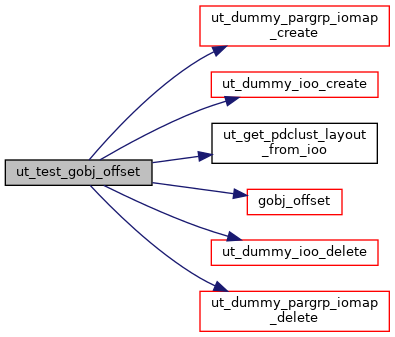 ut_dummy_pargrp_iomap
_create
ut_dummy_ioo_create
ut_get_pdclust_layout
_from_ioo
ut_test_gobj_offset
gobj_offset
ut_dummy_ioo_delete
ut_dummy_pargrp_iomap
_delete